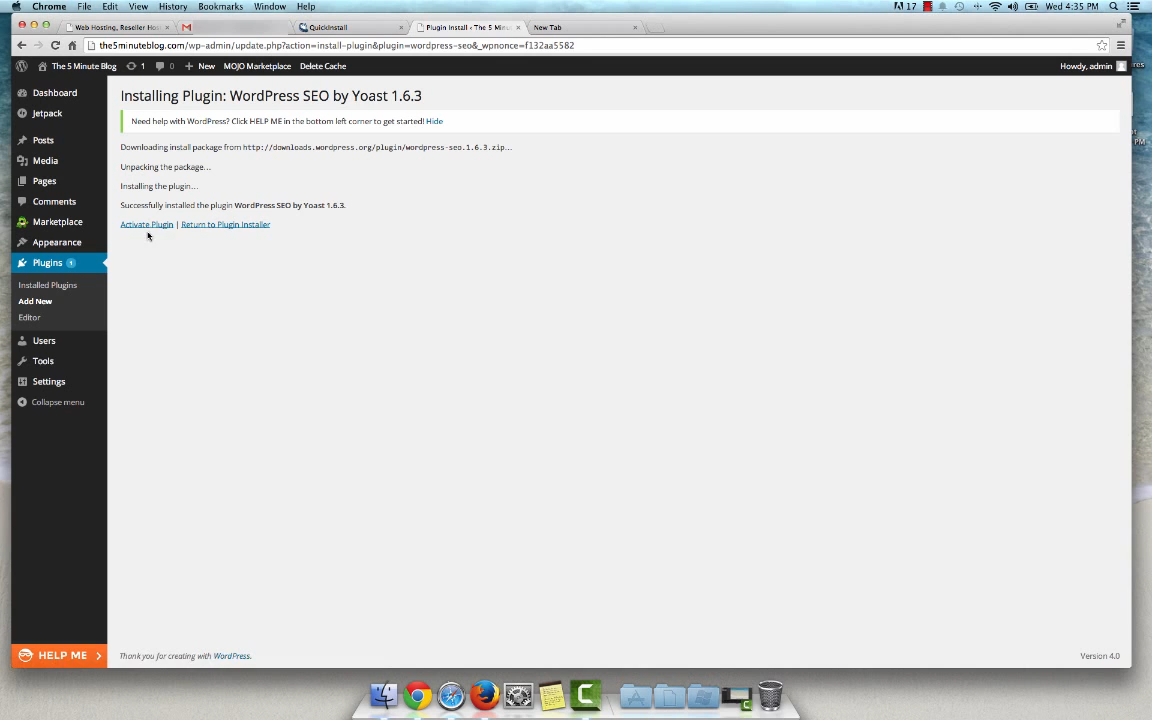 Chrome File Edit View History Bookmarks Window Help 17 Wed 4:35 PM
Web Hosting, Reseller Ho
QuickInstall
Plugin Install ‹ The 5 Minu
New Tab
the5minuteblog.com/wp-admin/update.php?action=install-plugin&plugin=wordpress-seo&_wpnonce=f132aa5582
The 5 Minute Blog 1 0 New MOJO Marketplace Delete Cache Howdy, admin
Dashboard
Jetpack
Posts
Media
Pages
Comments
Marketplace
Appearance
Plugins 1
Installed Plugins
Add New
Editor
Users
Tools
Settings
Collapse menu
HELP ME
Installing Plugin: WordPress SEO by Yoast 1.6.3
Need help with WordPress? Click HELP ME in the bottom left corner to get started! Hide
Downloading install package from http://downloads.wordpress.org/plugin/wordpress-seo.1.6.3.zip…
Unpacking the package…
Installing the plugin…
Successfully installed the plugin WordPress SEO by Yoast 1.6.3.
Activate Plugin | Return to Plugin Installer
Thank you for creating with WordPress.
Version 4.0
PM